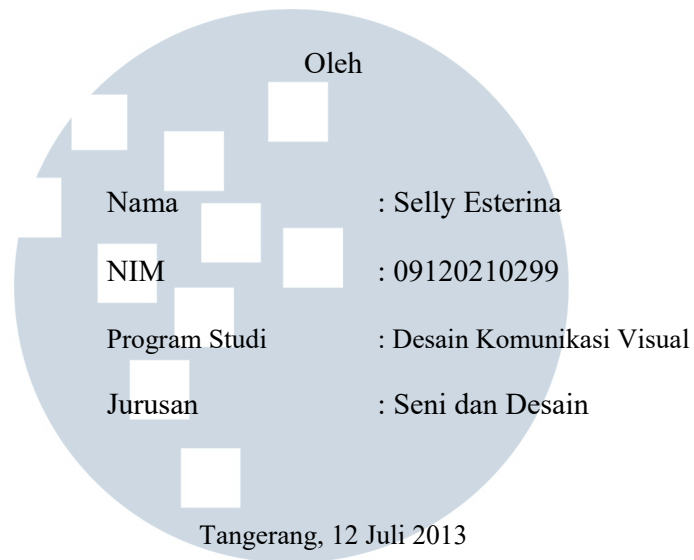 Oleh
Nama : Selly Esterina
NIM : 09120210299
Program Studi : Desain Komunikasi Visual
Jurusan : Seni dan Desain
Tangerang, 12 Juli 2013